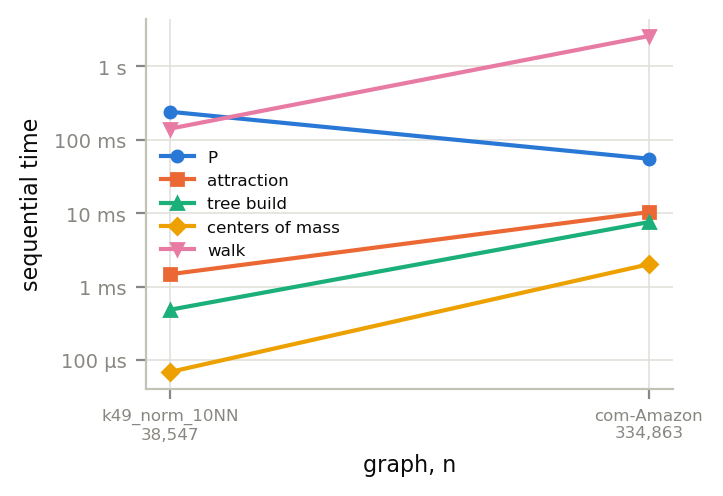 1 s
100 ms
10 ms
1 ms
100 µs
sequential time
P
attraction
tree build
centers of mass
walk
k49_norm_10NN
38,547
com-Amazon
334,863
graph, n